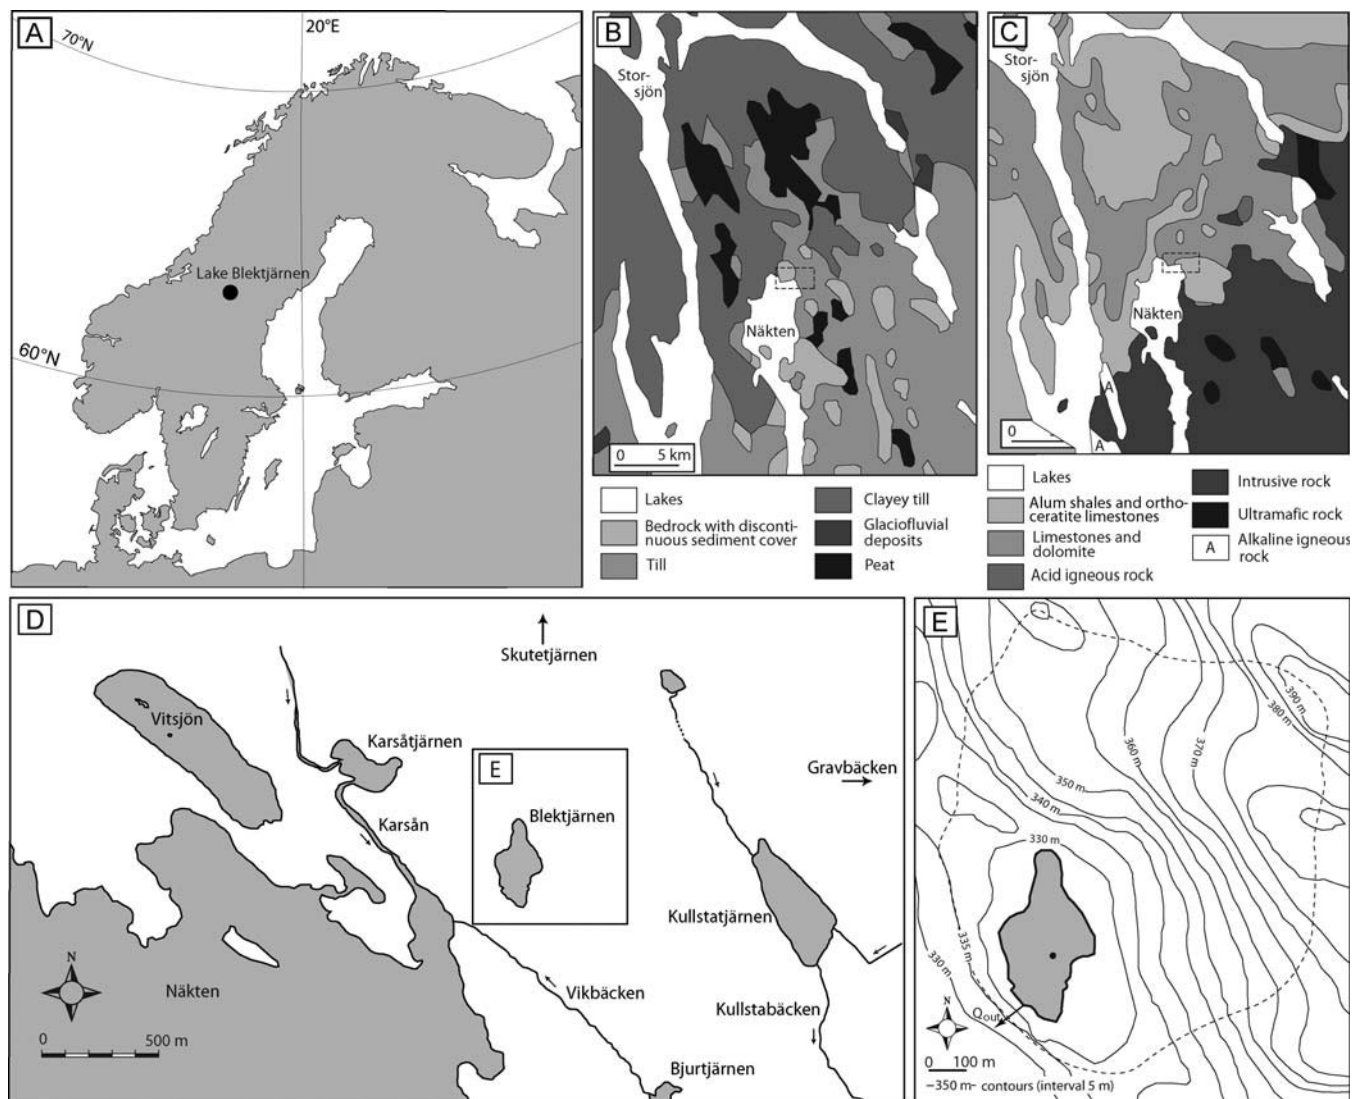 A
70°N
20°E
Lake Blektjärnen
60°N
B
Stor-
sjön
Näkten
0 5 km
Lakes
Bedrock with disconti-
nuous sediment cover
Till
Clayey till
Glaciofluvial
deposits
Peat
C
Stor-
sjön
Näkten
A
A
0
Lakes
Alum shales and ortho-
ceratite limestones
Limestones and
dolomite
Acid igneous rock
Intrusive rock
Ultramafic rock
A
Alkaline igneous
rock
D
Skutetjärnen
Vitsjön
Karsåtjärnen
E
Gravbäcken
Blektjärnen
Karsån
Kullstatjärnen
N
Näkten
Vikbäcken
Kullstabäcken
0 500 m
Bjurtjärnen
E
390 m
380 m
370 m
360 m
350 m
340 m
330 m
335 m
330 m
Qout
N
0 100 m
–350 m– contours (interval 5 m)